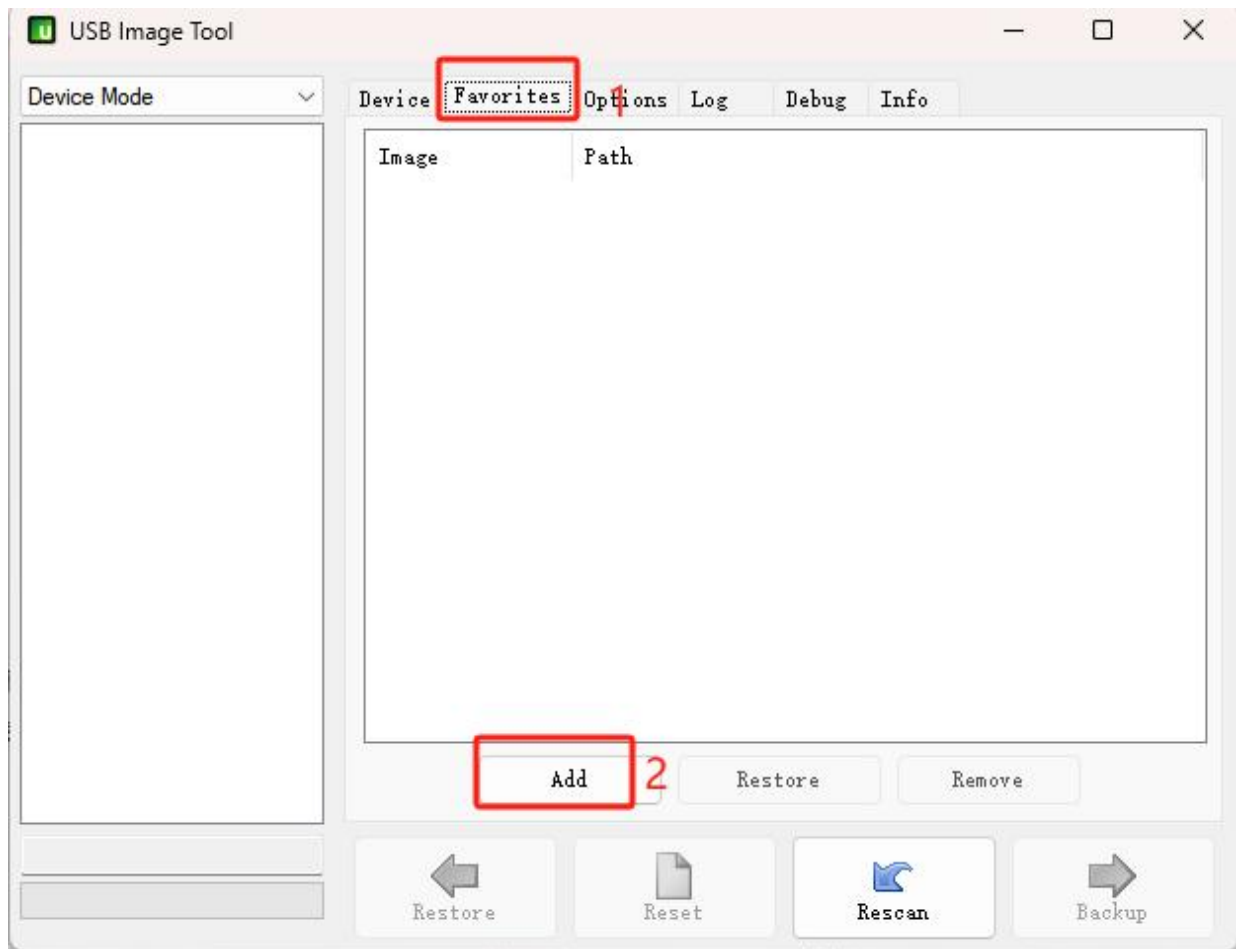 USB Image Tool
Device Mode
Device Favorites Options Log Debug Info
1
Image Path
Add 2 Restore Remove
Restore Reset Rescan Backup